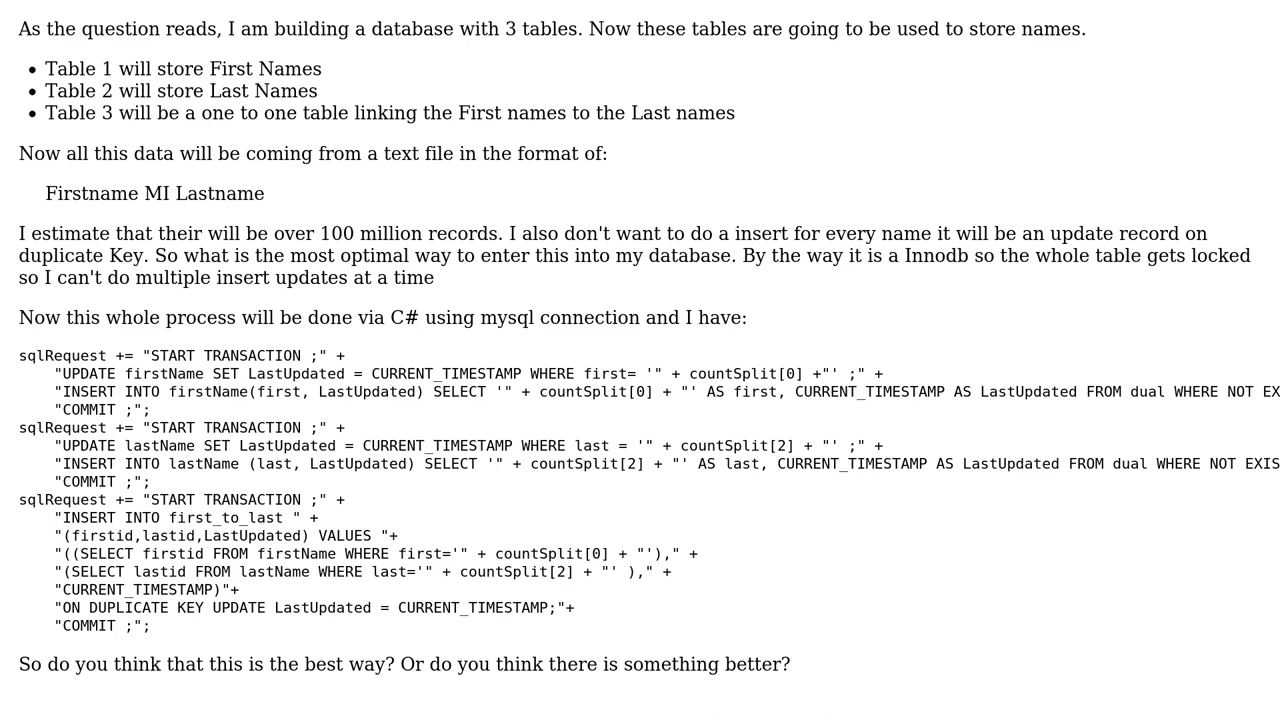 As the question reads, I am building a database with 3 tables. Now these tables are going to be used to store names.
• Table 1 will store First Names
• Table 2 will store Last Names
• Table 3 will be a one to one table linking the First names to the Last names
Now all this data will be coming from a text file in the format of:
Firstname MI Lastname
I estimate that their will be over 100 million records. I also don't want to do a insert for every name it will be an update record on
duplicate Key. So what is the most optimal way to enter this into my database. By the way it is a Innodb so the whole table gets locked
so I can't do multiple insert updates at a time
Now this whole process will be done via C# using mysql connection and I have:
sqlRequest += "START TRANSACTION ;" +
    "UPDATE firstName SET LastUpdated = CURRENT_TIMESTAMP WHERE first= '" + countSplit[0] +"' ;" +
    "INSERT INTO firstName(first, LastUpdated) SELECT '" + countSplit[0] + "' AS first, CURRENT_TIMESTAMP AS LastUpdated FROM dual WHERE NOT EX
    "COMMIT ;";
sqlRequest += "START TRANSACTION ;" +
    "UPDATE lastName SET LastUpdated = CURRENT_TIMESTAMP WHERE last = '" + countSplit[2] + "' ;" +
    "INSERT INTO lastName (last, LastUpdated) SELECT '" + countSplit[2] + "' AS last, CURRENT_TIMESTAMP AS LastUpdated FROM dual WHERE NOT EXIS
    "COMMIT ;";
sqlRequest += "START TRANSACTION ;" +
    "INSERT INTO first_to_last " +
    "(firstid,lastid,LastUpdated) VALUES "+
    "((SELECT firstid FROM firstName WHERE first='" + countSplit[0] + "')," +
    "(SELECT lastid FROM lastName WHERE last='" + countSplit[2] + "' )," +
    "CURRENT_TIMESTAMP)"+
    "ON DUPLICATE KEY UPDATE LastUpdated = CURRENT_TIMESTAMP;"+
    "COMMIT ;";
So do you think that this is the best way? Or do you think there is something better?